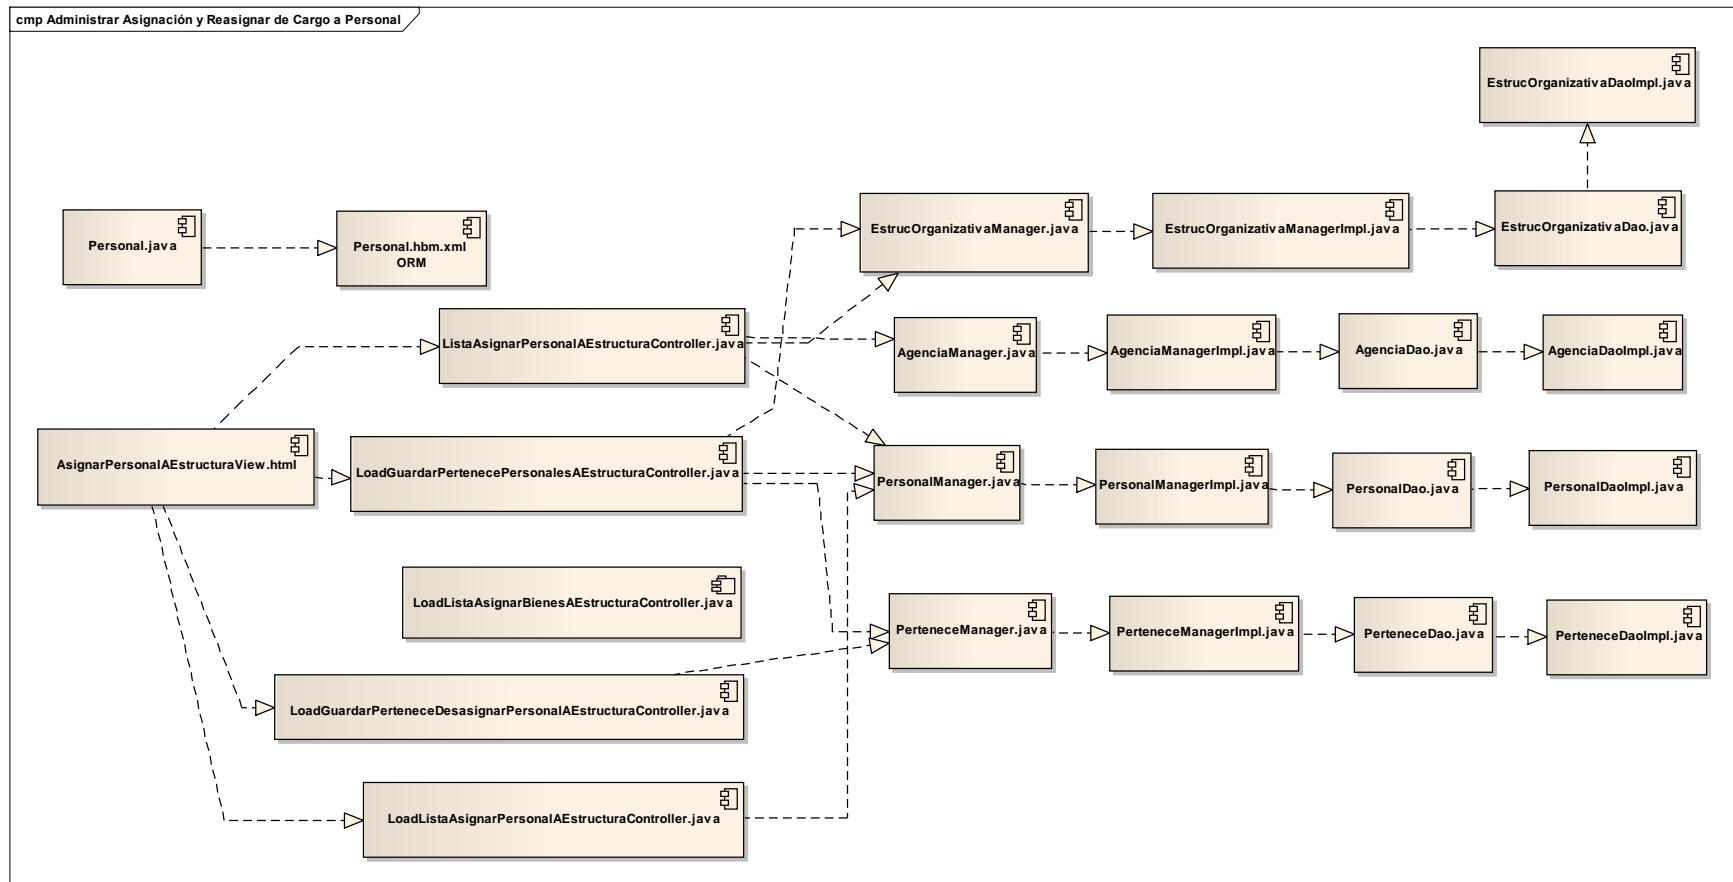 cmp Administrar Asignación y Reasignar de Cargo a Personal
EstrucOrganizativaDaoImpl.java
Personal.java
Personal.hbm.xml
ORM
EstrucOrganizativaManager.java
EstrucOrganizativaManagerImpl.java
EstrucOrganizativaDao.java
ListaAsignarPersonalAEstructuraController.java
AgenciaManager.java
AgenciaManagerImpl.java
AgenciaDao.java
AgenciaDaoImpl.java
AsignarPersonalAEstructuraView.html
LoadGuardarPertenecePersonalesAEstructuraController.java
PersonalManager.java
PersonalManagerImpl.java
PersonalDao.java
PersonalDaoImpl.java
LoadListaAsignarBienesAEstructuraController.java
PerteneceManager.java
PerteneceManagerImpl.java
PerteneceDao.java
PerteneceDaoImpl.java
LoadGuardarPerteneceDesasignarPersonalAEstructuraController.java
LoadListaAsignarPersonalAEstructuraController.java